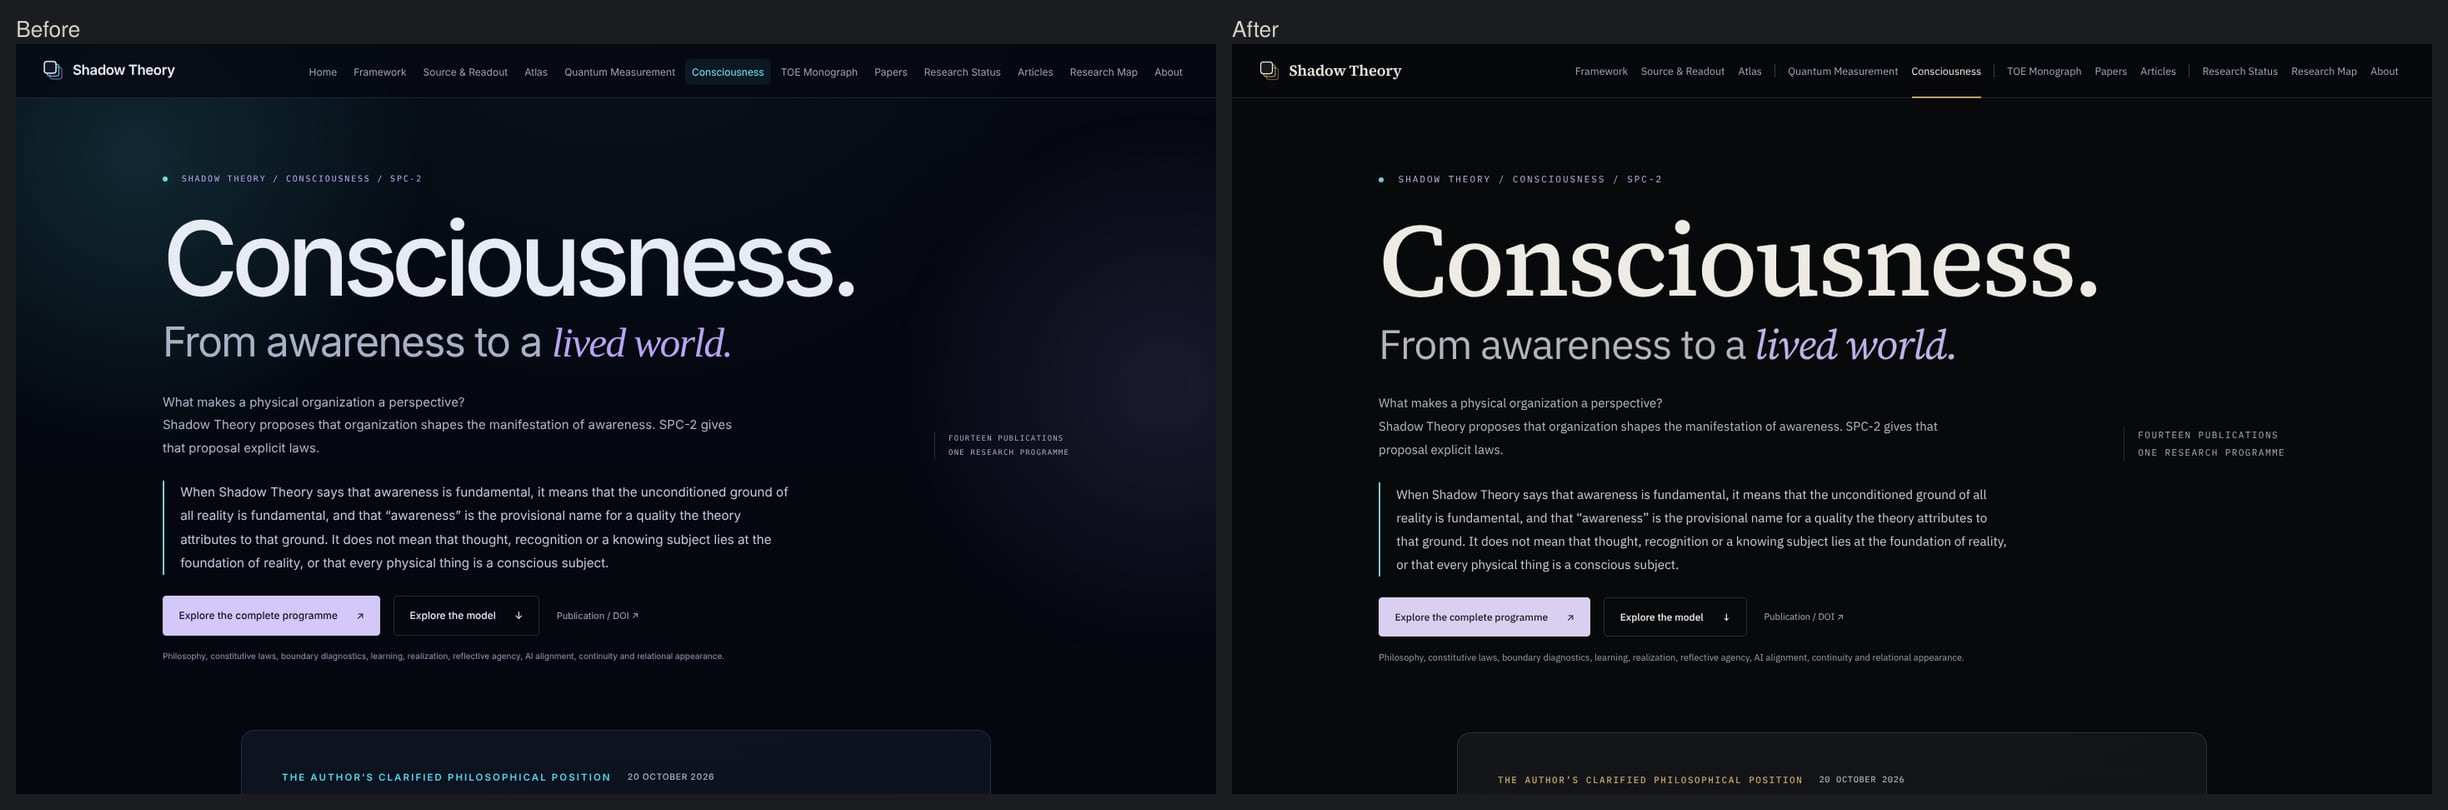 Before
Shadow Theory
Home Framework Source & Readout Atlas Quantum Measurement Consciousness TOE Monograph Papers Research Status Articles Research Map About
SHADOW THEORY / CONSCIOUSNESS / SPC-2
Consciousness.
From awareness to a lived world.
What makes a physical organization a perspective?
Shadow Theory proposes that organization shapes the manifestation of awareness. SPC-2 gives
that proposal explicit laws.
FOURTEEN PUBLICATIONS
ONE RESEARCH PROGRAMME
When Shadow Theory says that awareness is fundamental, it means that the unconditioned ground of
all reality is fundamental, and that “awareness” is the provisional name for a quality the theory
attributes to that ground. It does not mean that thought, recognition or a knowing subject lies at the
foundation of reality, or that every physical thing is a conscious subject.
Explore the complete programme ↗ Explore the model ↓ Publication / DOI ↗
Philosophy, constitutive laws, boundary diagnostics, learning, realization, reflective agency, AI alignment, continuity and relational appearance.
THE AUTHOR’S CLARIFIED PHILOSOPHICAL POSITION 20 OCTOBER 2026
After
Shadow Theory
Framework Source & Readout Atlas Quantum Measurement Consciousness TOE Monograph Papers Articles Research Status Research Map About
SHADOW THEORY / CONSCIOUSNESS / SPC-2
Consciousness.
From awareness to a lived world.
What makes a physical organization a perspective?
Shadow Theory proposes that organization shapes the manifestation of awareness. SPC-2 gives that
proposal explicit laws.
FOURTEEN PUBLICATIONS
ONE RESEARCH PROGRAMME
When Shadow Theory says that awareness is fundamental, it means that the unconditioned ground of all
reality is fundamental, and that “awareness” is the provisional name for a quality the theory attributes to
that ground. It does not mean that thought, recognition or a knowing subject lies at the foundation of reality,
or that every physical thing is a conscious subject.
Explore the complete programme ↗ Explore the model ↓ Publication / DOI ↗
Philosophy, constitutive laws, boundary diagnostics, learning, realization, reflective agency, AI alignment, continuity and relational appearance.
THE AUTHOR’S CLARIFIED PHILOSOPHICAL POSITION 20 OCTOBER 2026